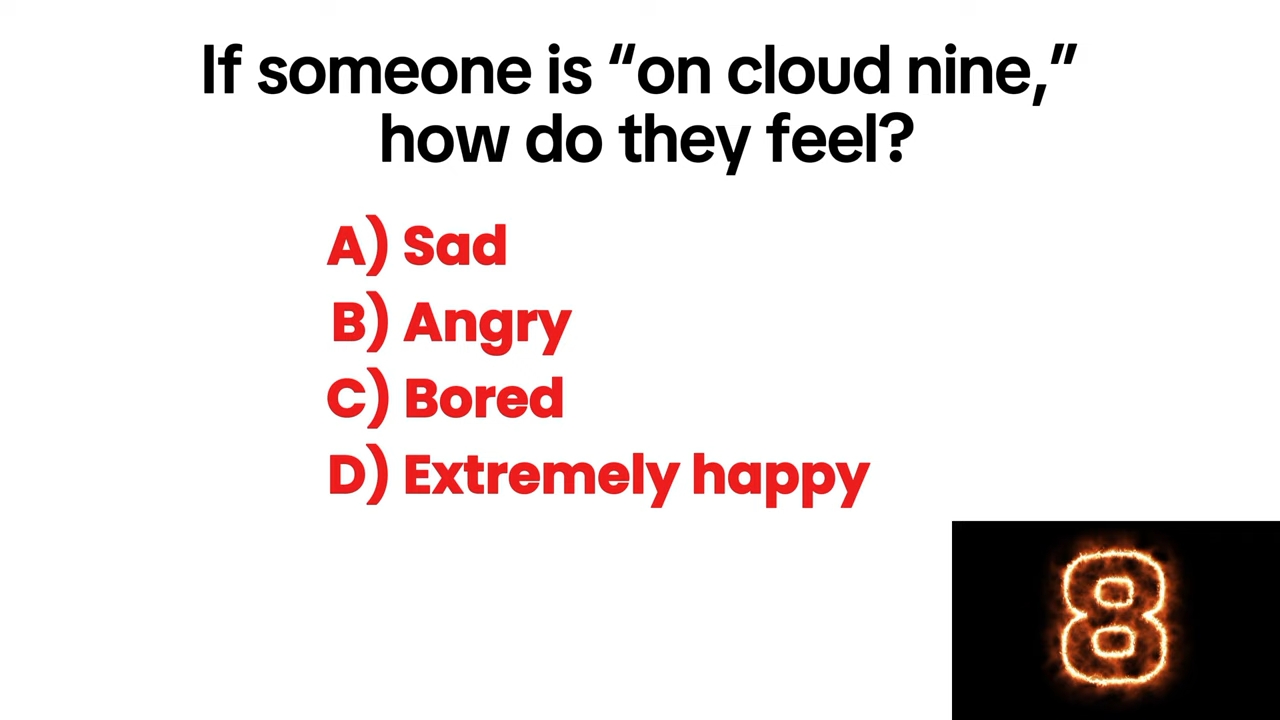 If someone is “on cloud nine,”
how do they feel?
A) Sad
B) Angry
C) Bored
D) Extremely happy
8